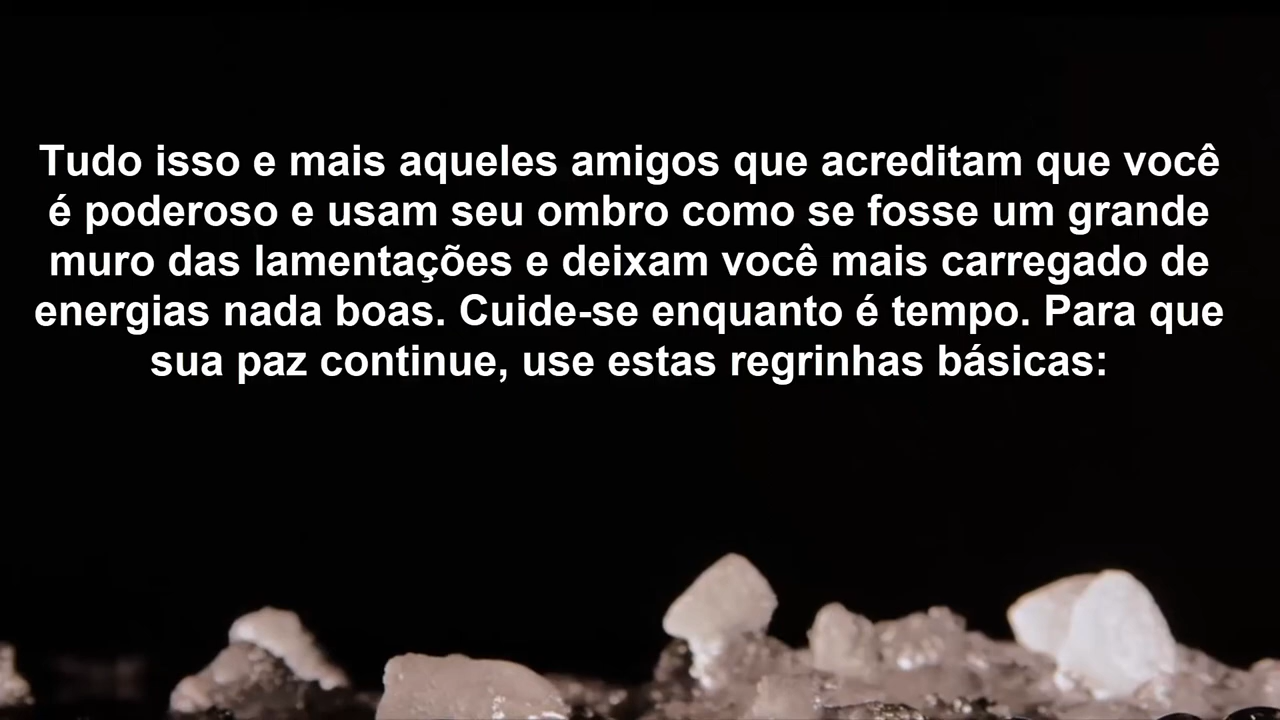 Tudo isso e mais aqueles amigos que acreditam que você
é poderoso e usam seu ombro como se fosse um grande
muro das lamentações e deixam você mais carregado de
energias nada boas. Cuide-se enquanto é tempo. Para que
sua paz continue, use estas regrinhas básicas: